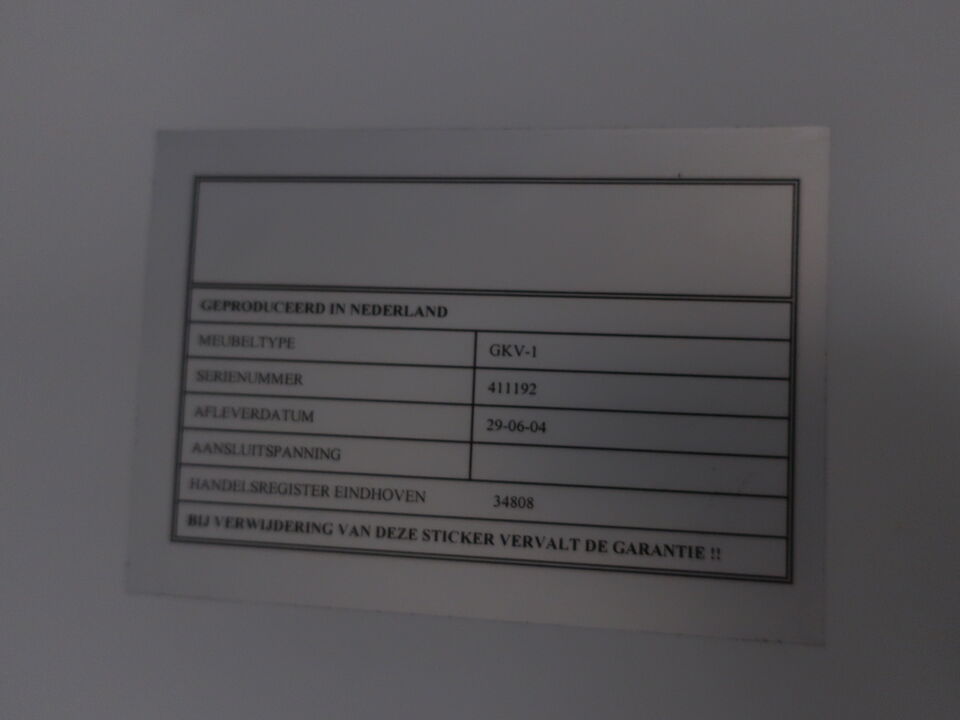 GEPRODUCEERD IN NEDERLAND
MEUBELTYPE GKV-1
SERIENUMMER 411192
AFLEVERDATUM 29-06-04
AANSLUITSPANNING
HANDELSREGISTER EINDHOVEN 34808
BIJ VERWIJDERING VAN DEZE STICKER VERVALT DE GARANTIE !!